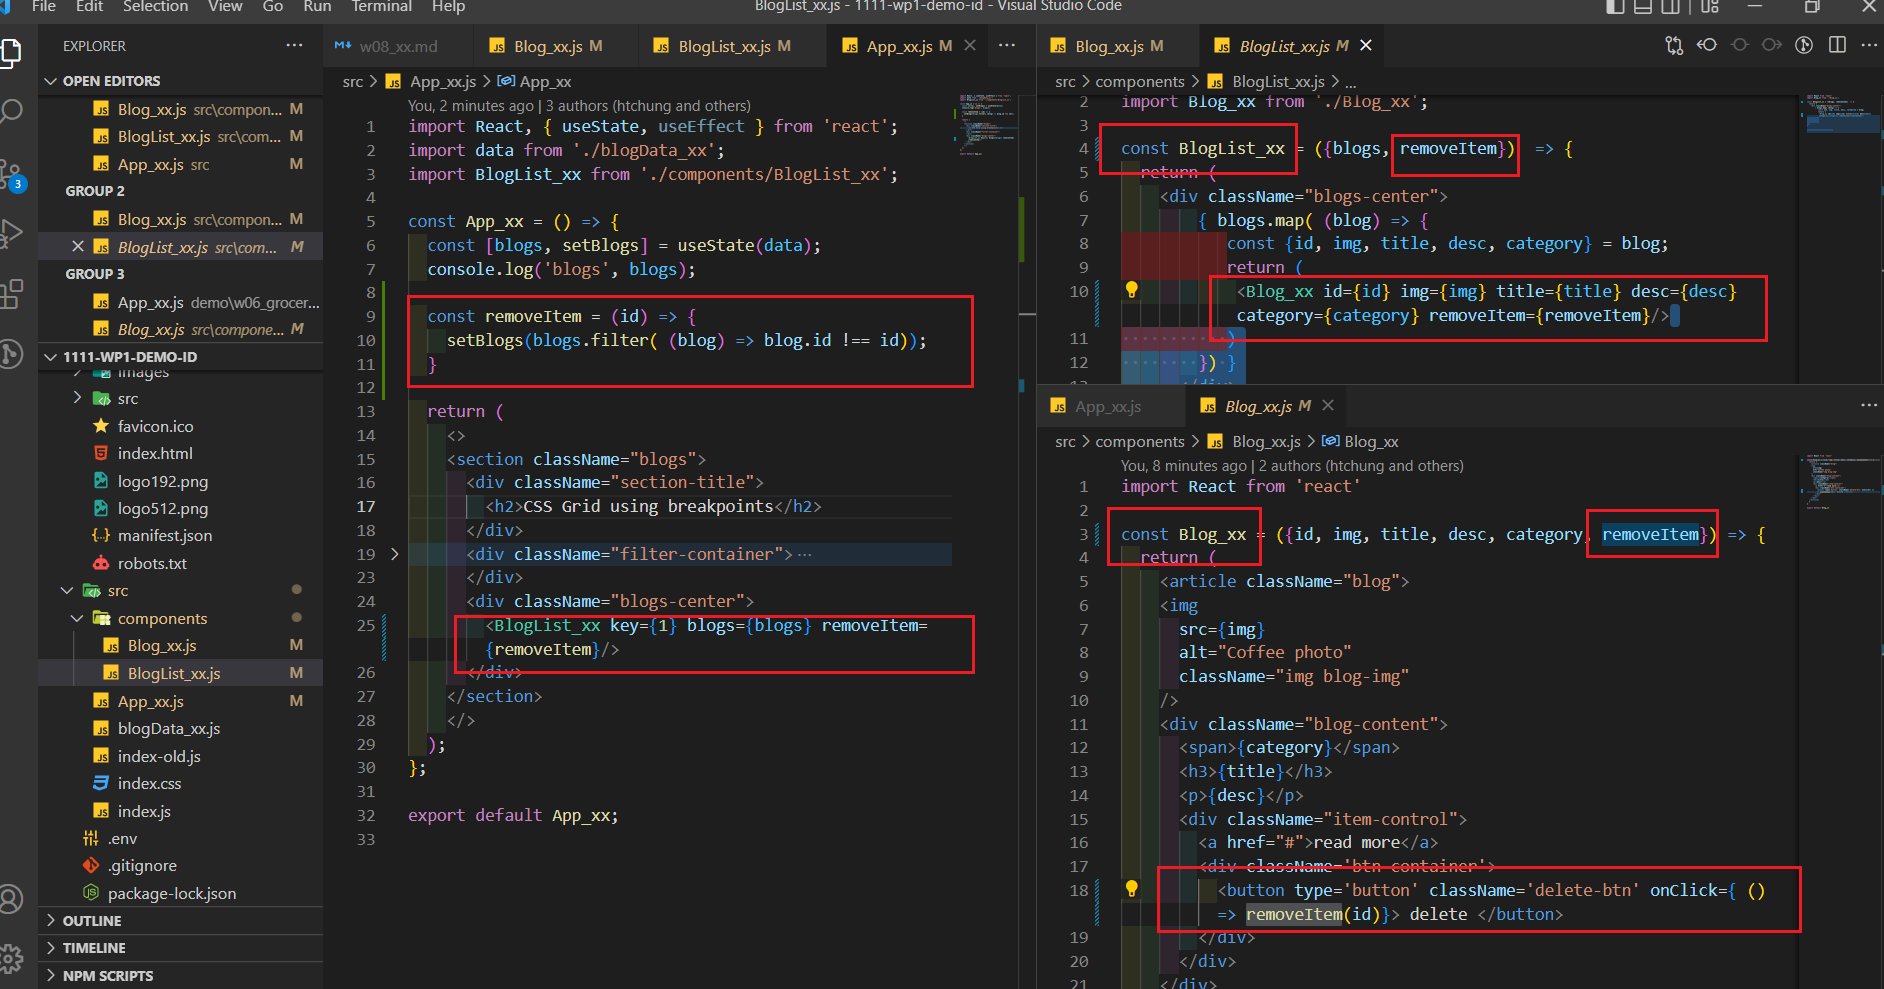 File Edit Selection View Go Run Terminal Help
BlogList_xx.js - 1111-wp1-demo-id - Visual Studio Code
EXPLORER
OPEN EDITORS
Blog_xx.js src\compon... M
BlogList_xx.js src\com... M
App_xx.js src M
GROUP 2
Blog_xx.js src\compon... M
BlogList_xx.js src\com... M
GROUP 3
App_xx.js demo\w06_grocer...
Blog_xx.js src\compone... M
1111-WP1-DEMO-ID
images
src
favicon.ico
index.html
logo192.png
logo512.png
manifest.json
robots.txt
src
components
Blog_xx.js M
BlogList_xx.js M
App_xx.js M
blogData_xx.js
index-old.js
index.css
index.js
.env
.gitignore
package-lock.json
OUTLINE
TIMELINE
NPM SCRIPTS
3
w08_xx.md Blog_xx.js M BlogList_xx.js M App_xx.js M
src > App_xx.js > App_xx
You, 2 minutes ago | 3 authors (htchung and others)
1 import React, { useState, useEffect } from 'react';
2 import data from './blogData_xx';
3 import BlogList_xx from './components/BlogList_xx';
4
5 const App_xx = () => {
6 const [blogs, setBlogs] = useState(data);
7 console.log('blogs', blogs);
8
9 const removeItem = (id) => {
10 setBlogs(blogs.filter( (blog) => blog.id !== id));
11 }
12
13 return (
14 <>
15 <section className="blogs">
16 <div className="section-title">
17 <h2>CSS Grid using breakpoints</h2>
18 </div>
19 <div className="filter-container"> ...
23 </div>
24 <div className="blogs-center">
25 <BlogList_xx key={1} blogs={blogs} removeItem=
{removeItem}/>
26 </div>
27 </section>
28 </>
29 );
30 };
31
32 export default App_xx;
33
Blog_xx.js M BlogList_xx.js M
src > components > BlogList_xx.js > ...
2 import Blog_xx from './Blog_xx';
3
4 const BlogList_xx = ({blogs, removeItem}) => {
5 return (
6 <div className="blogs-center">
7 { blogs.map( (blog) => {
8 const {id, img, title, desc, category} = blog;
9 return (
10 <Blog_xx id={id} img={img} title={title} desc={desc}
category={category} removeItem={removeItem}/>
11 )
12 }) }
13 </div>
App_xx.js Blog_xx.js M
src > components > Blog_xx.js > Blog_xx
You, 8 minutes ago | 2 authors (htchung and others)
1 import React from 'react'
2
3 const Blog_xx = ({id, img, title, desc, category, removeItem}) => {
4 return (
5 <article className="blog">
6 <img
7 src={img}
8 alt="Coffee photo"
9 className="img blog-img"
10 />
11 <div className="blog-content">
12 <span>{category}</span>
13 <h3>{title}</h3>
14 <p>{desc}</p>
15 <div className="item-control">
16 <a href="#">read more</a>
17 <div className='btn-container'>
18 <button type='button' className='delete-btn' onClick={ ()
=> removeItem(id)}> delete </button>
19 </div>
20 </div>
21 </div>